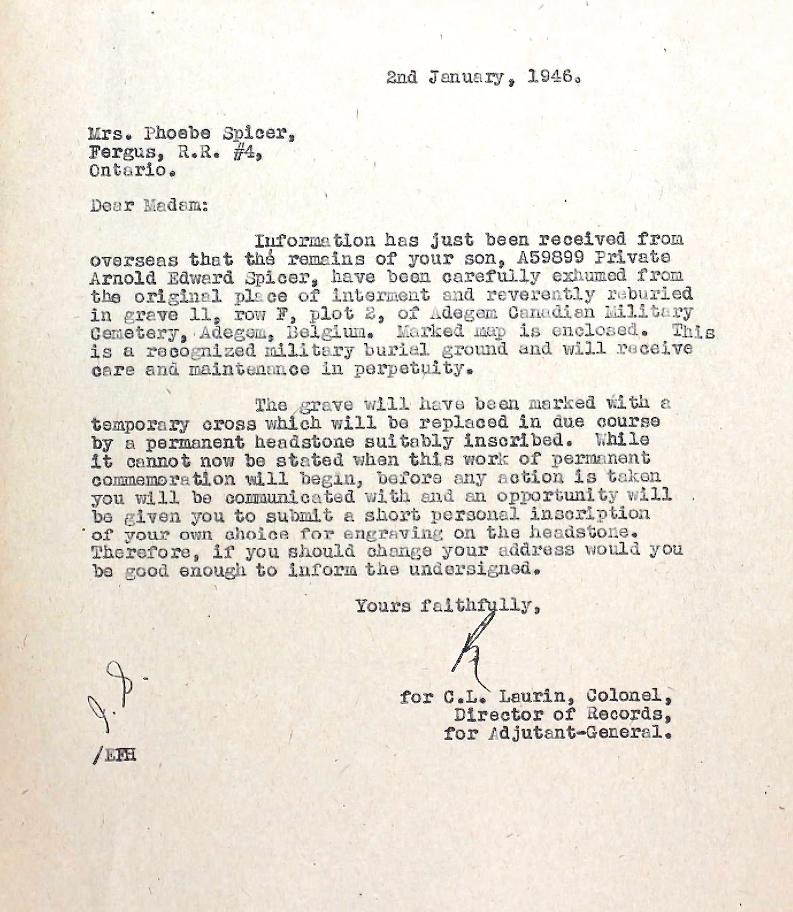 2nd January, 1946.
Mrs. Phoebe Spicer,
Fergus, R.R. #4,
Ontario.
Dear Madam:
Information has just been received from
overseas that the remains of your son, A59899 Private
Arnold Edward Spicer, have been carefully exhumed from
the original place of interment and reverently reburied
in grave 11, row F, plot 2, of Adegem Canadian Military
Cemetery, Adegem, Belgium. Marked map is enclosed. This
is a recognized military burial ground and will receive
care and maintenance in perpetuity.
The grave will have been marked with a
temporary cross which will be replaced in due course
by a permanent headstone suitably inscribed. While
it cannot now be stated when this work of permanent
commemoration will begin, before any action is taken
you will be communicated with and an opportunity will
be given you to submit a short personal inscription
of your own choice for engraving on the headstone.
Therefore, if you should change your address would you
be good enough to inform the undersigned.
Yours faithfully,
for C.L. Laurin, Colonel,
Director of Records,
for Adjutant-General.
/EFH